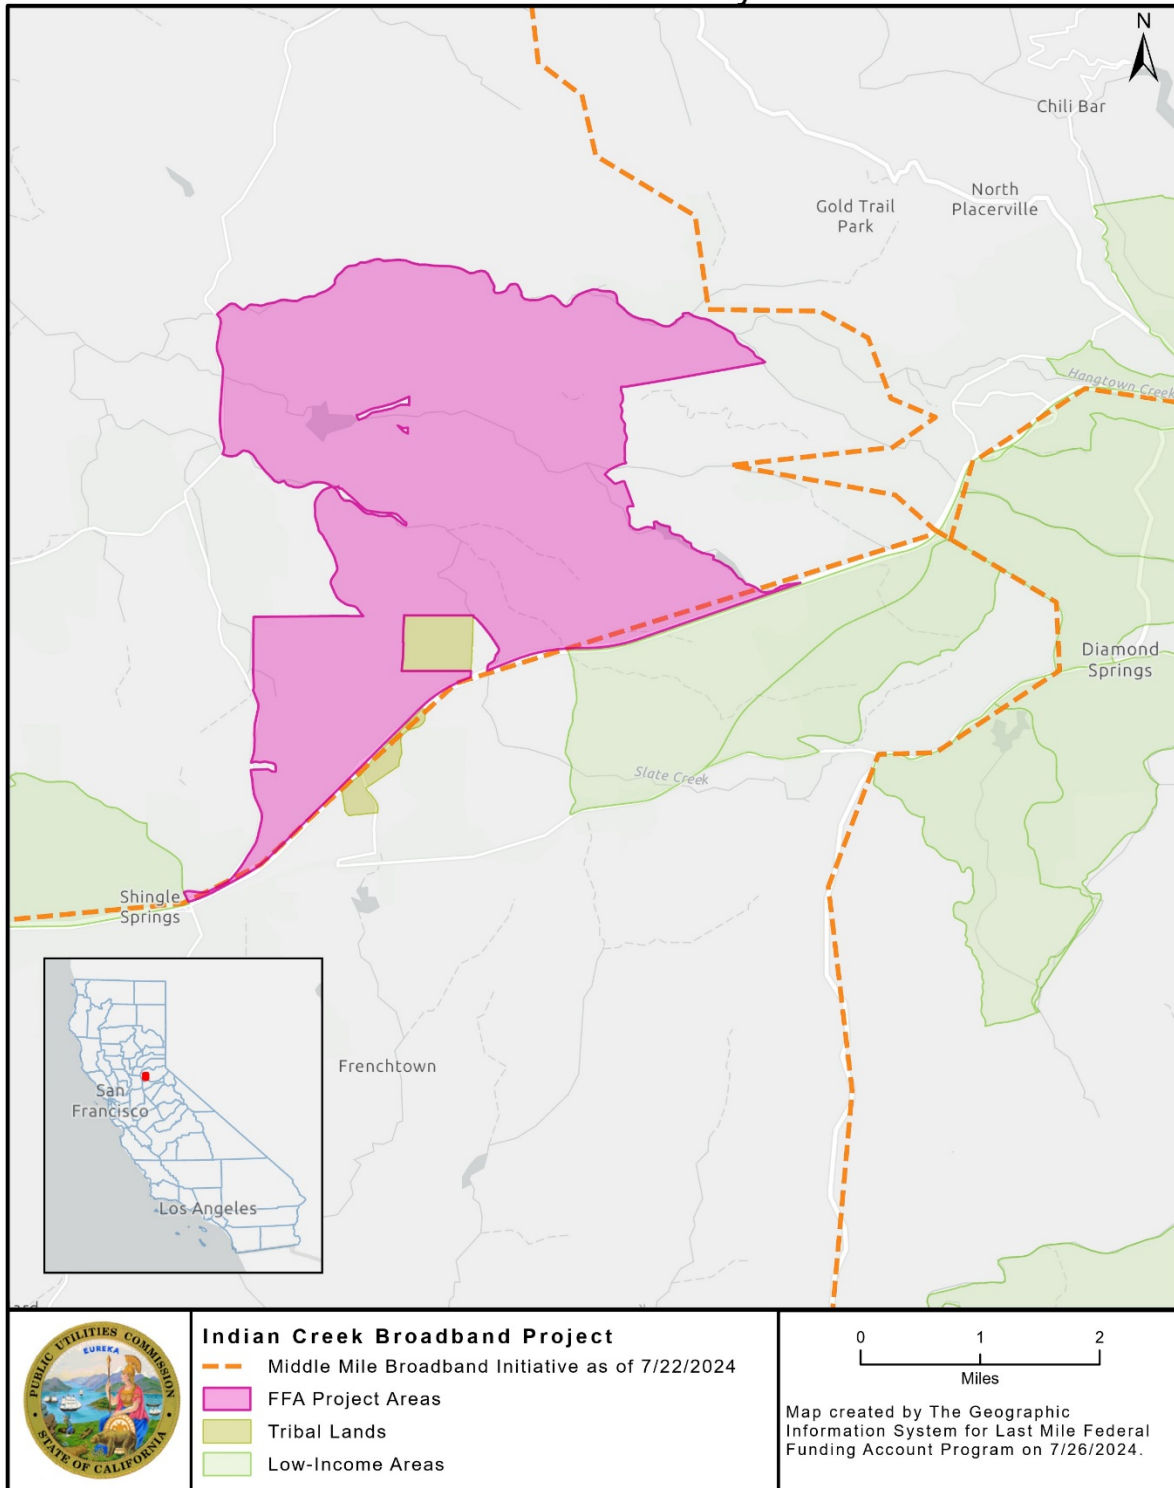 N
Chili Bar
North
Placerville
Gold Trail
Park
Hangtown Creek
Diamond
Springs
Slate Creek
Shingle
Springs
Frenchtown
San
Francisco
Los Angeles
Indian Creek Broadband Project
Middle Mile Broadband Initiative as of 7/22/2024
FFA Project Areas
Tribal Lands
Low-Income Areas
PUBLIC UTILITIES COMMISSION
EUREKA
STATE OF CALIFORNIA
0 1 2
Miles
Map created by The Geographic
Information System for Last Mile Federal
Funding Account Program on 7/26/2024.